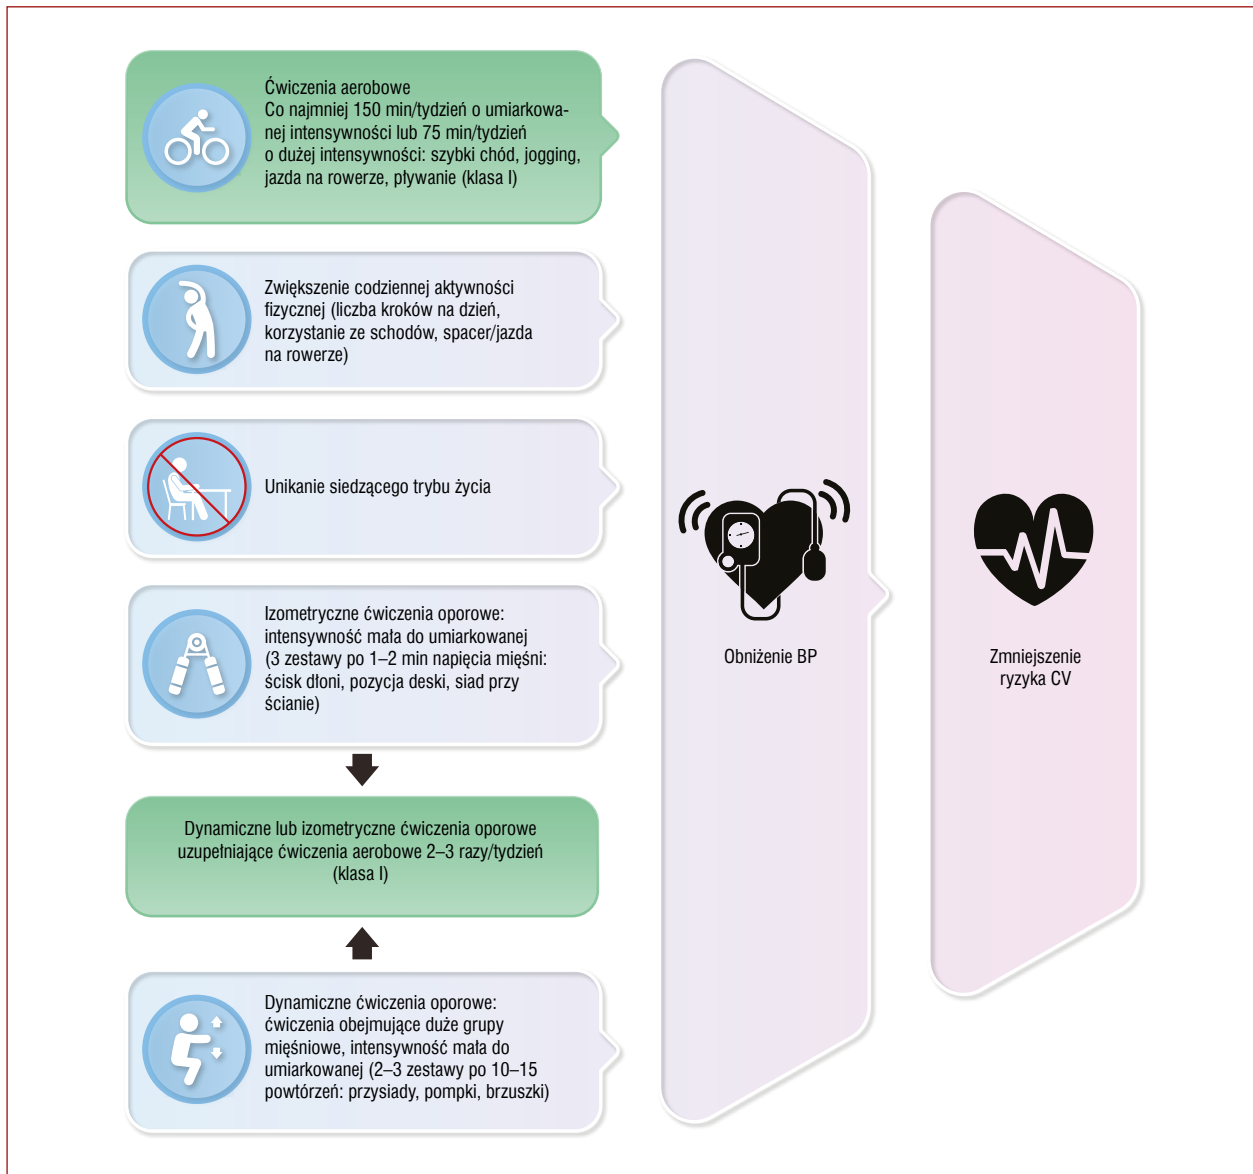 Ćwiczenia aerobowe
Co najmniej 150 min/tydzień o umiarkowa-
nej intensywności lub 75 min/tydzień
o dużej intensywności: szybki chód, jogging,
jazda na rowerze, pływanie (klasa I)
Zwiększenie codziennej aktywności
fizycznej (liczba kroków na dzień,
korzystanie ze schodów, spacer/jazda
na rowerze)
Unikanie siedzącego trybu życia
Izometryczne ćwiczenia oporowe:
intensywność mała do umiarkowanej
(3 zestawy po 1–2 min napięcia mięśni:
ścisk dłoni, pozycja deski, siad przy
ścianie)
Dynamiczne lub izometryczne ćwiczenia oporowe
uzupełniające ćwiczenia aerobowe 2–3 razy/tydzień
(klasa I)
Dynamiczne ćwiczenia oporowe:
ćwiczenia obejmujące duże grupy
mięśniowe, intensywność mała do
umiarkowanej (2–3 zestawy po 10–15
powtórzeń: przysiady, pompki, brzuszki)
Obniżenie BP
Zmniejszenie
ryzyka CV